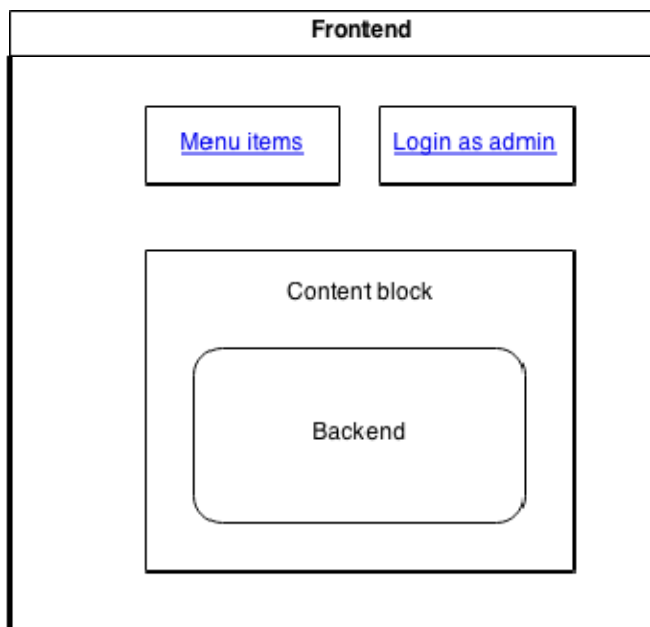 Frontend
Menu items
Login as admin
Content block
Backend